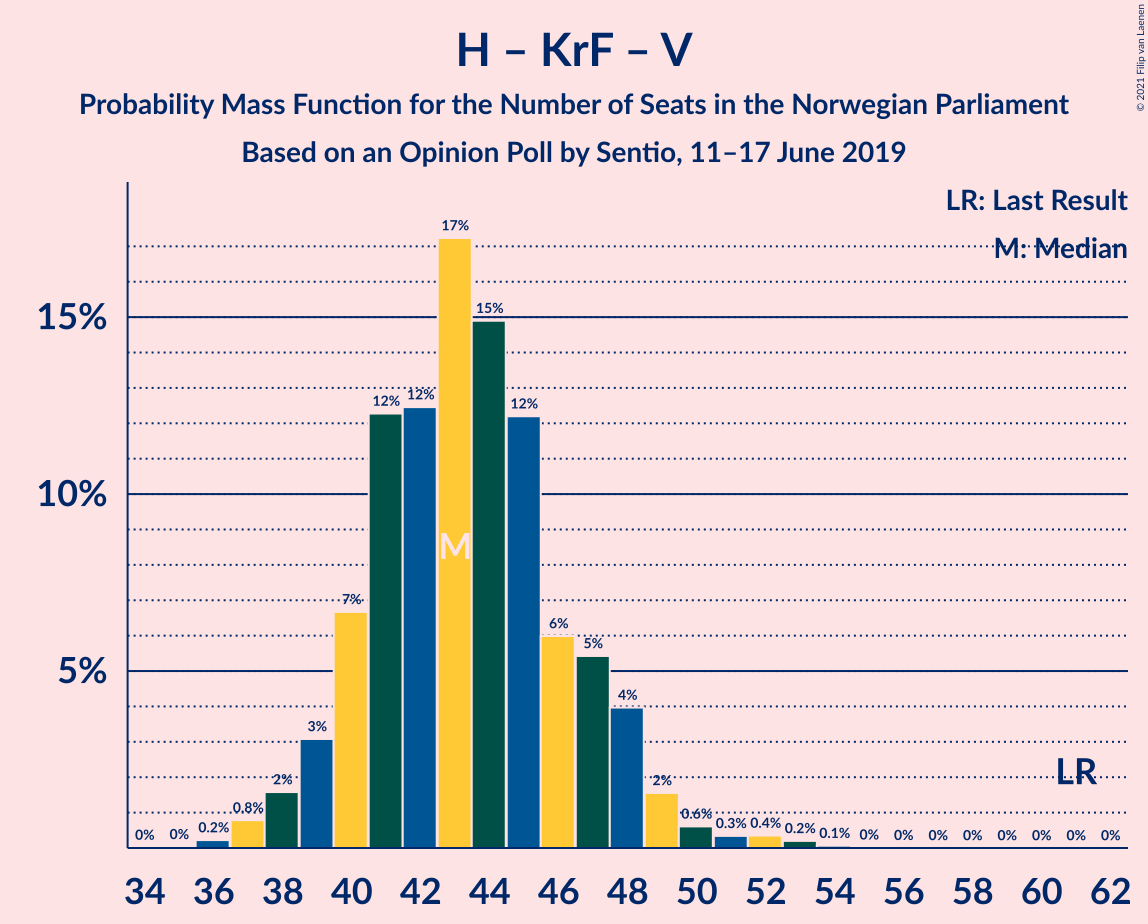 H – KrF – V
Probability Mass Function for the Number of Seats in the Norwegian Parliament
Based on an Opinion Poll by Sentio, 11–17 June 2019
© 2021 Filip van Laenen
LR: Last Result
M: Median
15%
10%
5%
0% 0% 0.2% 0.8% 2% 3% 7% 12% 12% 17% 15% 12% 6% 5% 4% 2% 0.6% 0.3% 0.4% 0.2% 0.1% 0% 0% 0% 0% 0% 0% 0% 0%
M
LR
34 36 38 40 42 44 46 48 50 52 54 56 58 60 62